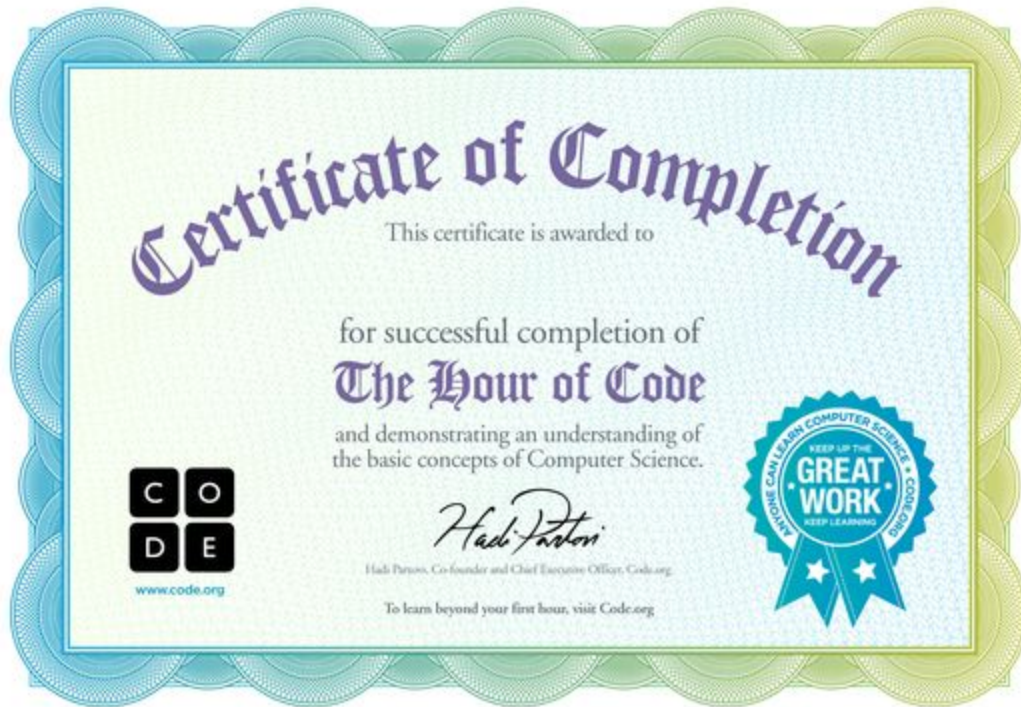 Certificate of Completion
This certificate is awarded to
for successful completion of
The Hour of Code
and demonstrating an understanding of
the basic concepts of Computer Science.
Hadi Partovi
Hadi Partovi, Co-founder and Chief Executive Officer, Code.org
To learn beyond your first hour, visit Code.org
C O
D E
www.code.org
ANYONE CAN LEARN COMPUTER SCIENCE • CODE.ORG
KEEP UP THE
GREAT
WORK
KEEP LEARNING